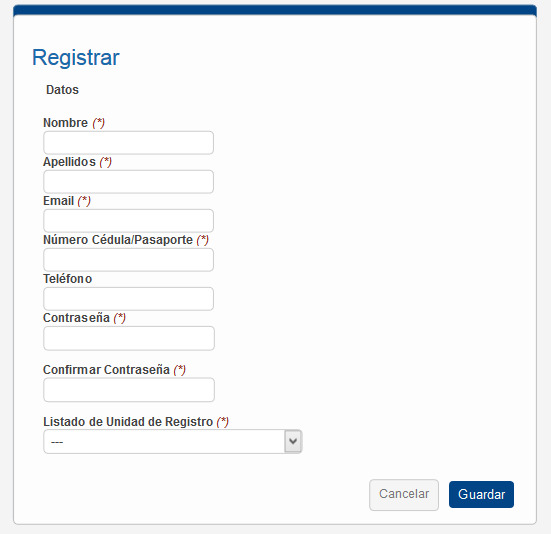 Registrar
Datos
Nombre (*)
Apellidos (*)
Email (*)
Número Cédula/Pasaporte (*)
Teléfono
Contraseña (*)
Confirmar Contraseña (*)
Listado de Unidad de Registro (*)
---
Cancelar Guardar